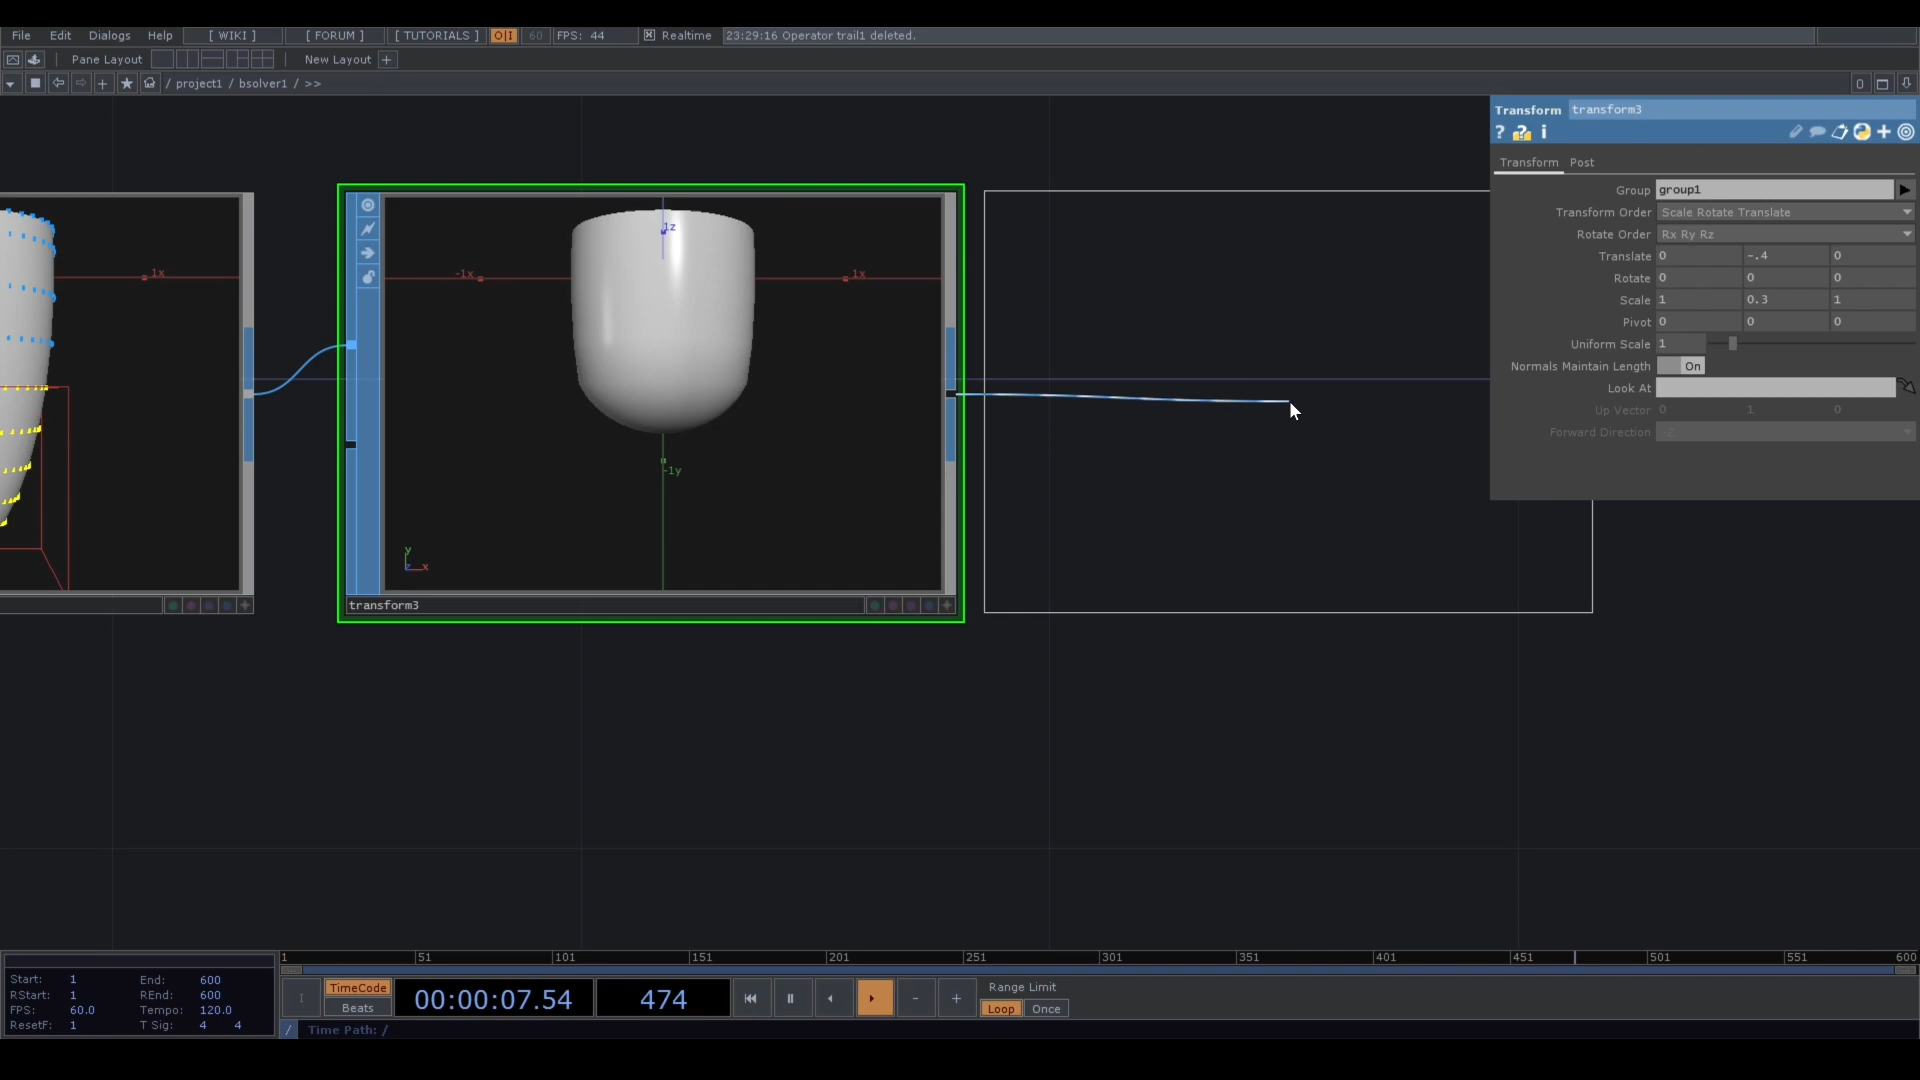 File Edit Dialogs Help [ WIKI ] [ FORUM ] [ TUTORIALS ] O|I 60 FPS: 44 Realtime 23:29:16 Operator trail1 deleted.
Pane Layout New Layout +
/ project1 / bsolver1 / >> 0
Transform transform3
? ? i
Transform Post
Group group1
Transform Order Scale Rotate Translate
Rotate Order Rx Ry Rz
Translate 0 -.4 0
Rotate 0 0 0
Scale 1 0.3 1
Pivot 0 0 0
Uniform Scale 1
Normals Maintain Length On
Look At
Up Vector 0 1 0
Forward Direction -Z
1x
1z
-1x 1x
-1y
y
z x
transform3
1 51 101 151 201 251 301 351 401 451 501 551 600
Start: 1 End: 600
RStart: 1 REnd: 600
FPS: 60.0 Tempo: 120.0
ResetF: 1 T Sig: 4 4
I TimeCode
Beats
00:00:07.54 474 - +
Range Limit
Loop Once
/ Time Path: /